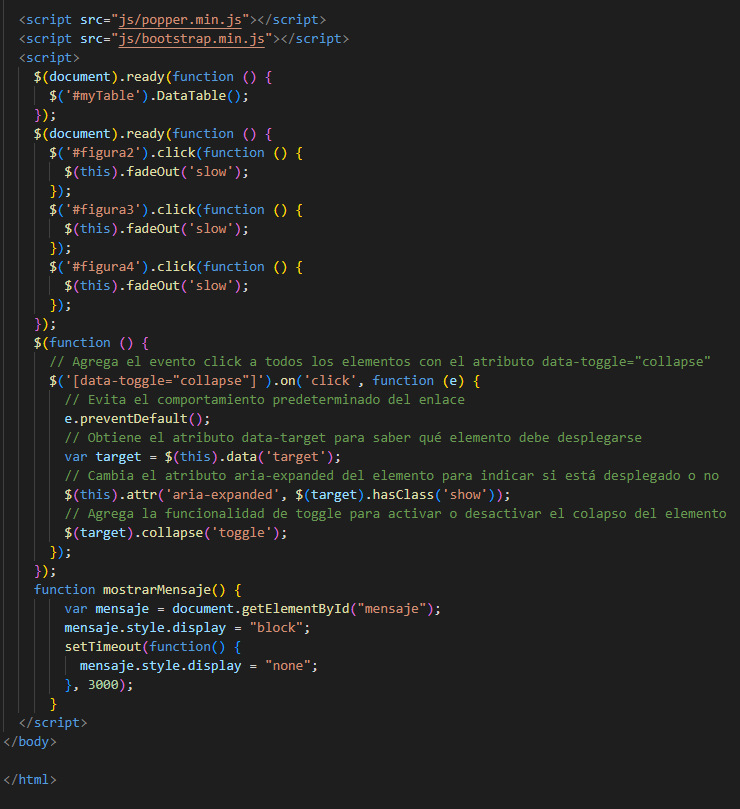 <script src="js/popper.min.js"></script>
<script src="js/bootstrap.min.js"></script>
<script>
$(document).ready(function () {
$('#myTable').DataTable();
});
$(document).ready(function () {
$('#figura2').click(function () {
$(this).fadeOut('slow');
});
$('#figura3').click(function () {
$(this).fadeOut('slow');
});
$('#figura4').click(function () {
$(this).fadeOut('slow');
});
});
$(function () {
// Agrega el evento click a todos los elementos con el atributo data-toggle="collapse"
$('[data-toggle="collapse"]').on('click', function (e) {
// Evita el comportamiento predeterminado del enlace
e.preventDefault();
// Obtiene el atributo data-target para saber qué elemento debe desplegarse
var target = $(this).data('target');
// Cambia el atributo aria-expanded del elemento para indicar si está desplegado o no
$(this).attr('aria-expanded', $(target).hasClass('show'));
// Agrega la funcionalidad de toggle para activar o desactivar el colapso del elemento
$(target).collapse('toggle');
});
});
function mostrarMensaje() {
var mensaje = document.getElementById("mensaje");
mensaje.style.display = "block";
setTimeout(function() {
mensaje.style.display = "none";
}, 3000);
}
</script>
</body>
</html>